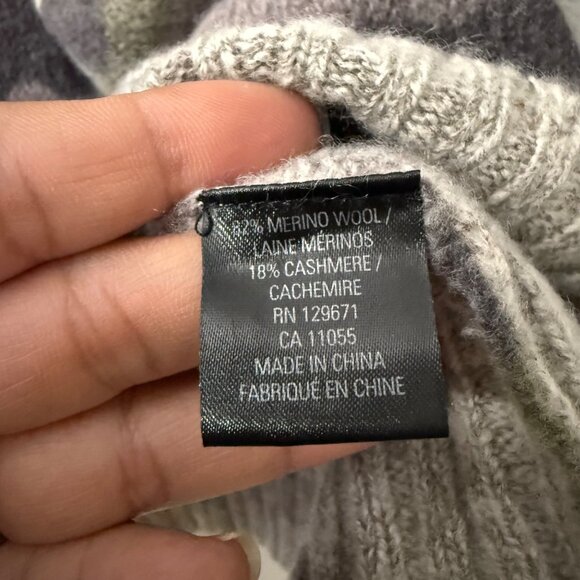 82% MERINO WOOL /
LAINE MÉRINOS
18% CASHMERE /
CACHEMIRE
RN 129671
CA 11055
MADE IN CHINA
FABRIQUÉ EN CHINE